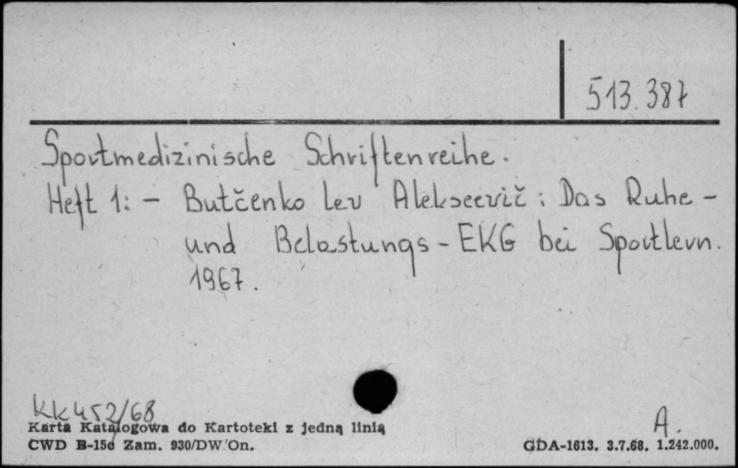 513.387
Sportmedizinische Schriftenreihe.
Heft 1: - Butčenko Lev Alekseevič: Das Ruhe-
und Belastungs-EKG bei Sportlern.
1967.
KK452/68
Karta Katalogowa do Kartoteki z jedną linią
A.
CWD B-15d Zam. 930/DW/On.
GDA-1613. 3.7.68. 1.242.000.